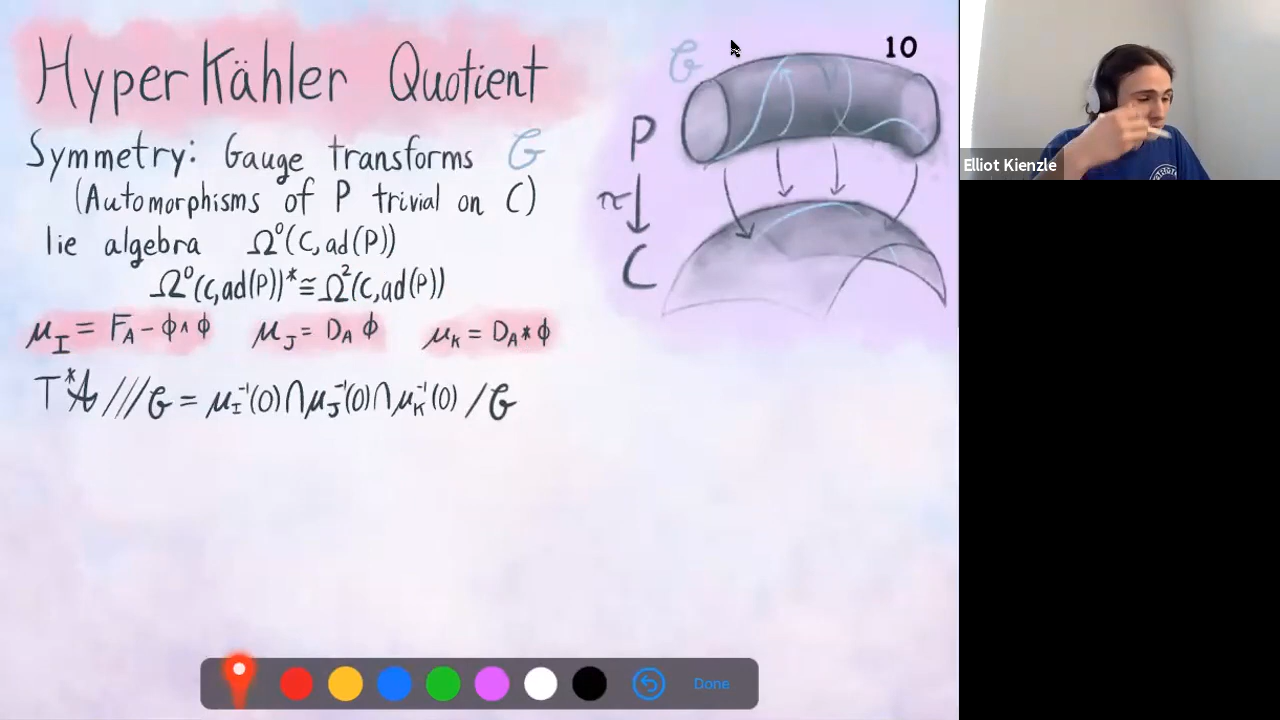 HyperKähler Quotient
Symmetry: Gauge transforms 𝒢
(Automorphisms of P trivial on C)
lie algebra Ω⁰(C, ad(P))
Ω⁰(C, ad(P))* ≅ Ω²(C, ad(P))
μ_I = F_A - ϕ∧ϕ μ_J = D_A ϕ μ_K = D_A * ϕ
T*𝒜///𝒢 = μ_I⁻¹(0) ∩ μ_J⁻¹(0) ∩ μ_K⁻¹(0) / 𝒢
𝒢
10
P
π
C
Elliot Kienzle
Done